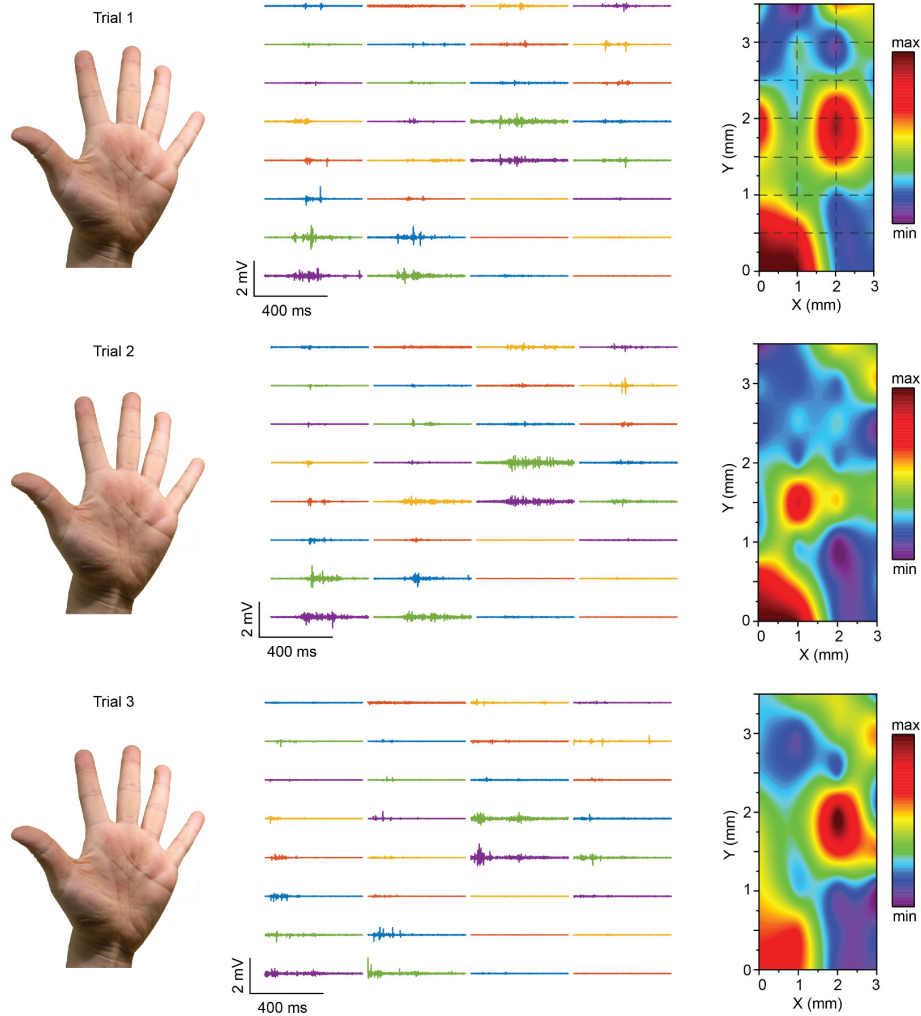 Trial 1
2 mV
400 ms
Y (mm)
3
2
1
0
0 1 2 3
X (mm)
max
min
Trial 2
2 mV
400 ms
Y (mm)
3
2
1
0
0 1 2 3
X (mm)
max
min
Trial 3
2 mV
400 ms
Y (mm)
3
2
1
0
0 1 2 3
X (mm)
max
min